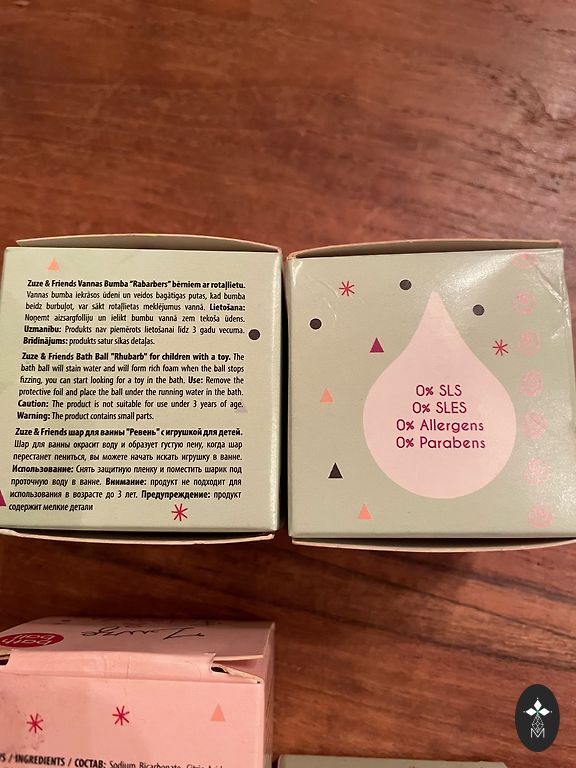 Zuze & Friends Vannas Bumba "Rabarbers" bērniem ar rotaļlietu.
Vannas bumba iekrāsos ūdeni un veidos bagātīgas putas, kad bumba
beidz burbuļot, var sākt rotaļlietas meklējumus vannā. Lietošana:
Noņemt aizsargfoliju un ielikt bumbu vannā zem tekoša ūdens.
Uzmanību: Produkts nav piemērots lietošanai līdz 3 gadu vecuma.
Bridinājums: produkts satur sīkas detaļas.
Zuze & Friends Bath Ball "Rhubarb" for children with a toy. The
bath ball will stain water and will form rich foam when the ball stops
fizzing, you can start looking for a toy in the bath. Use: Remove the
protective foil and place the ball under the running water in the bath.
Caution: The product is not suitable for use under 3 years of age.
Warning: The product contains small parts.
Zuze & Friends шар для ванны "Ревень" с игрушкой для детей.
Шар для ванны окрасит воду и образует густую пену, когда шар
перестанет пениться, вы можете начать искать игрушку в ванне.
Использование: Снять защитную пленку и поместить шарик под
проточную воду в ванне. Внимание: продукт не подходит для
использования в возрасте до 3 лет. Предупреждение: продукт
содержит мелкие детали
0% SLS
0% SLES
0% Allergens
0% Parabens
bath
ball
/ INGREDIENTS / СОСТАВ: Sodium Bicarbonate, Citric
M